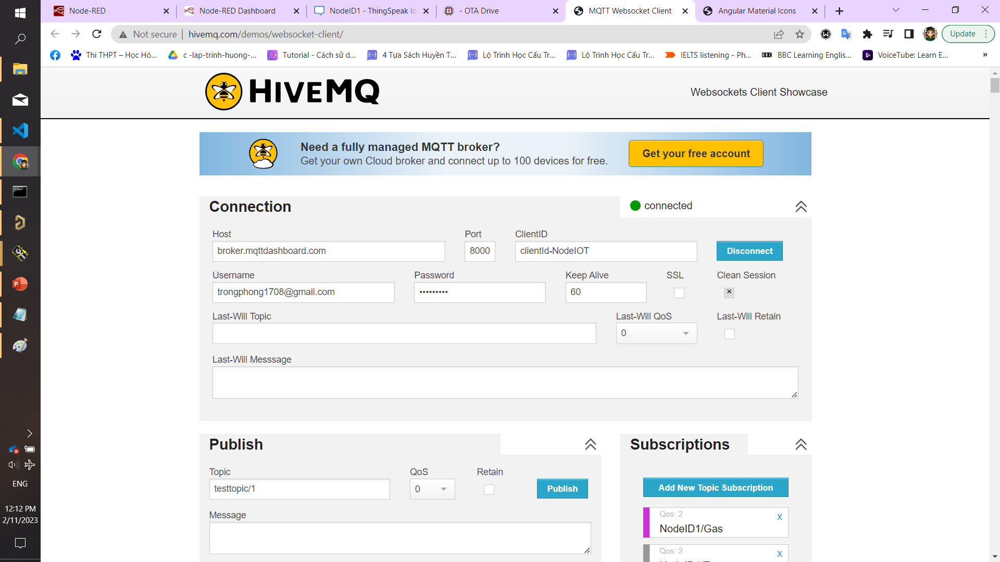 Node-RED
Node-RED Dashboard
NodeID1 - ThingSpeak Io
- OTA Drive
MQTT Websocket Client
Angular Material Icons
Not secure
hivemq.com/demos/websocket-client/
Update
Thi THPT – Học Hó...
c -lap-trinh-huong-...
Tutorial - Cách sử d...
4 Tựa Sách Huyền T...
Lộ Trình Học Cấu Tr...
Lộ Trình Học Cấu Tr...
IELTS listening - Ph...
BBC
BBC Learning Englis...
VoiceTube: Learn E...
»
HIVEMQ
Websockets Client Showcase
Need a fully managed MQTT broker?
Get your own Cloud broker and connect up to 100 devices for free.
Get your free account
Connection
connected
Host
Port
ClientID
broker.mqttdashboard.com
8000
clientId-NodeIOT
Disconnect
Username
Password
Keep Alive
SSL
Clean Session
trongphong1708@gmail.com
•••••••••
60
Last-Will Topic
Last-Will QoS
Last-Will Retain
0
Last-Will Messsage
Publish
Subscriptions
Topic
QoS
Retain
testtopic/1
0
Publish
Add New Topic Subscription
Message
Qos: 2
x
NodeID1/Gas
Qos: 2
x
ENG
12:12 PM
2/11/2023